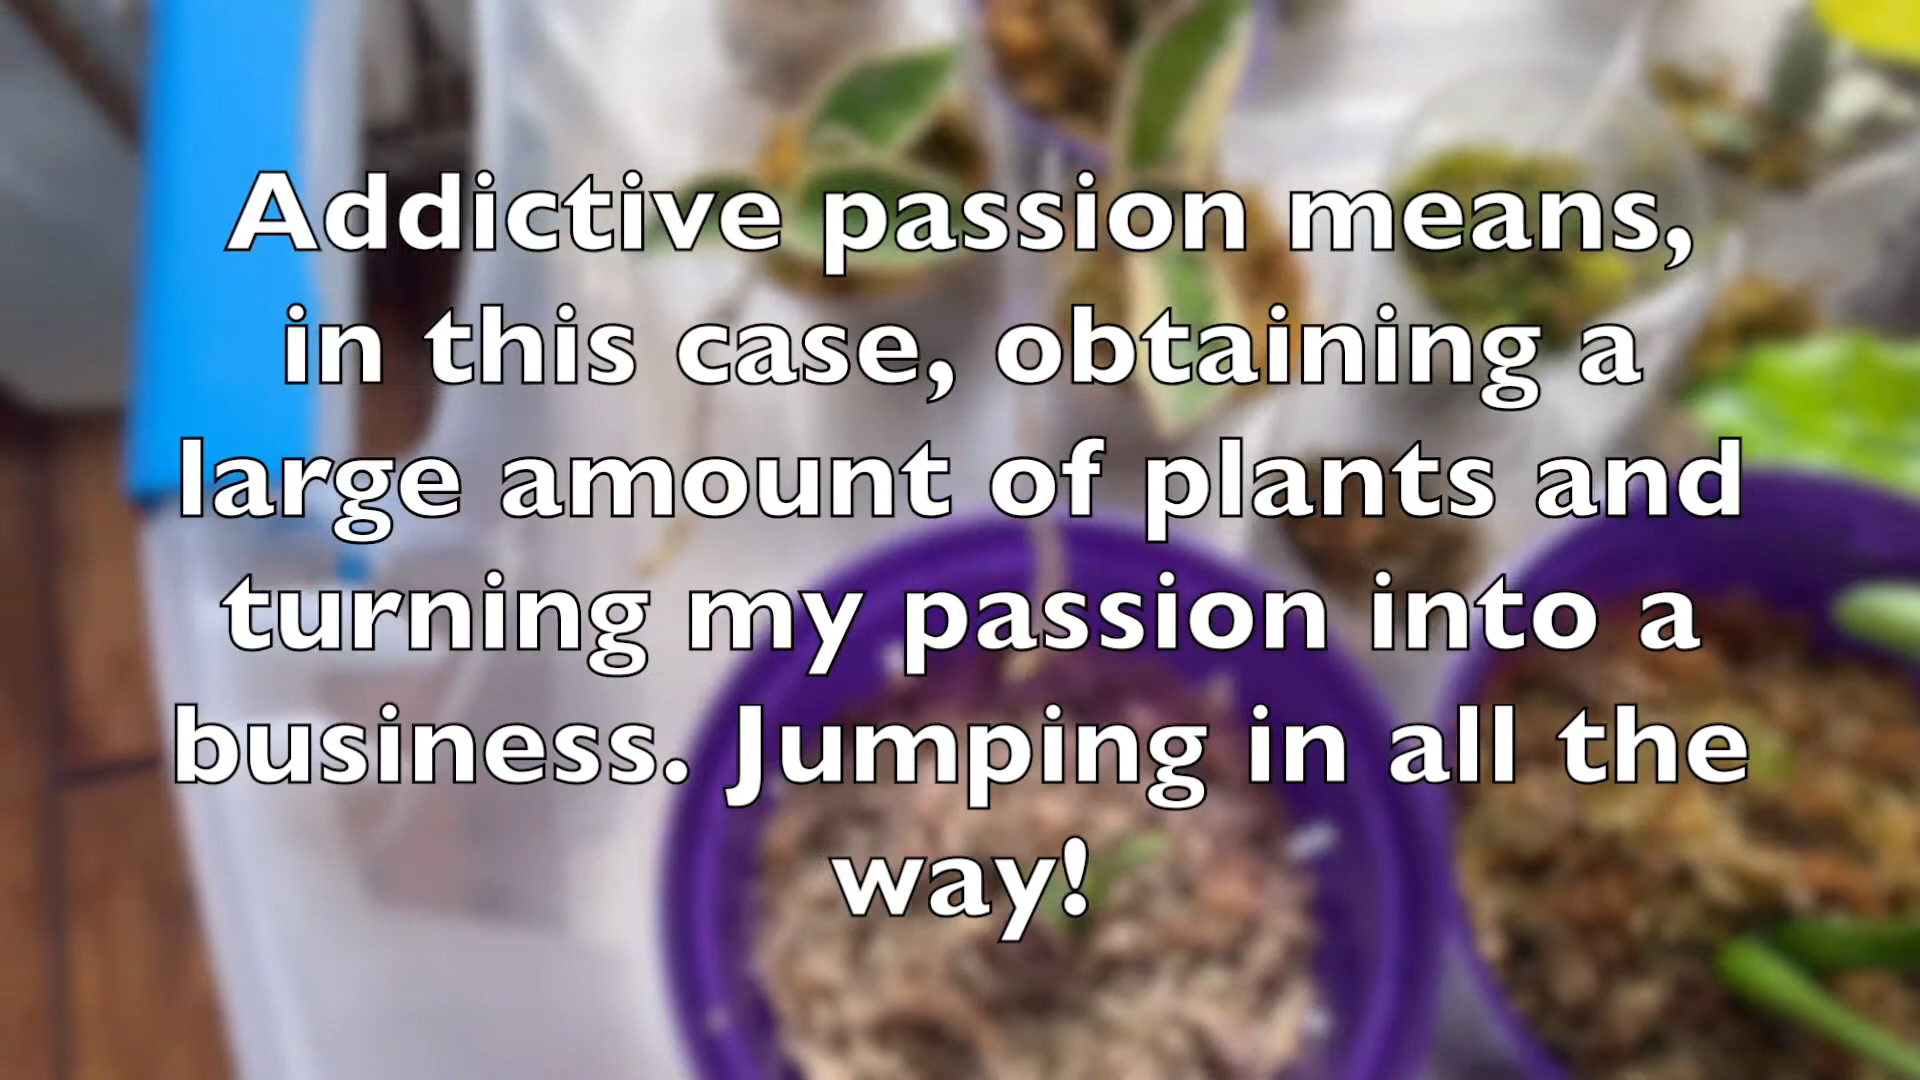 Addictive passion means,
in this case, obtaining a
large amount of plants and
turning my passion into a
business. Jumping in all the
way!